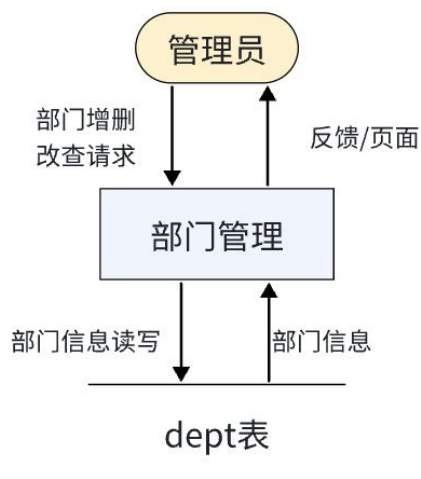 管理员
部门增删
改查请求
反馈/页面
部门管理
部门信息读写
部门信息
dept表